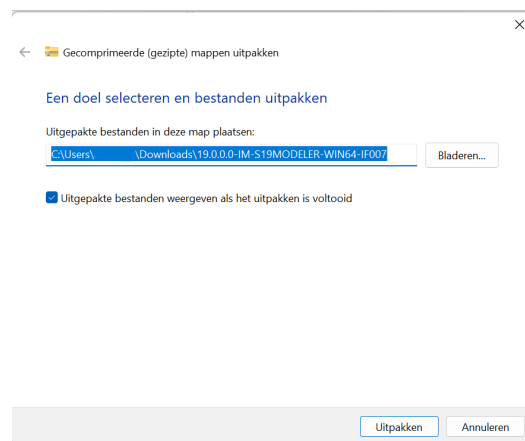 Gecomprimeerde (gezipte) mappen uitpakken
Een doel selecteren en bestanden uitpakken
Uitgepakte bestanden in deze map plaatsen:
C:\Users\ \Downloads\19.0.0.0-IM-S19MODELER-WIN64-IF007
Bladeren...
Uitgepakte bestanden weergeven als het uitpakken is voltooid
Uitpakken
Annuleren